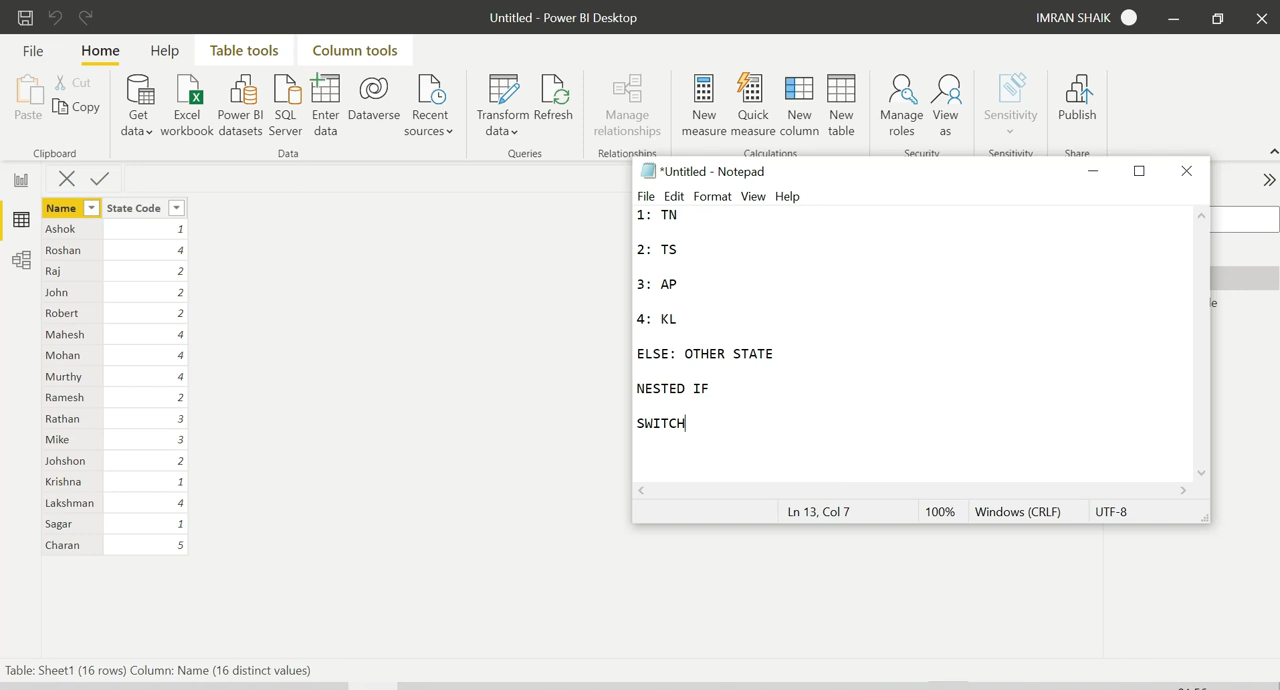 Untitled - Power BI Desktop
IMRAN SHAIK
File Home Help Table tools Column tools
Paste
Cut
Copy
Get data
Excel workbook
Power BI datasets
SQL Server
Enter data
Dataverse
Recent sources
Transform data
Refresh
Manage relationships
New measure
Quick measure
New column
New table
Manage roles
View as
Sensitivity
Publish
Clipboard Data Queries Relationships Calculations Security Sensitivity Share
Name State Code
Ashok 1
Roshan 4
Raj 2
John 2
Robert 2
Mahesh 4
Mohan 4
Murthy 4
Ramesh 2
Rathan 3
Mike 3
Johshon 2
Krishna 1
Lakshman 4
Sagar 1
Charan 5
*Untitled - Notepad
File Edit Format View Help
1: TN
2: TS
3: AP
4: KL
ELSE: OTHER STATE
NESTED IF
SWITCH
Ln 13, Col 7 100% Windows (CRLF) UTF-8
Table: Sheet1 (16 rows) Column: Name (16 distinct values)